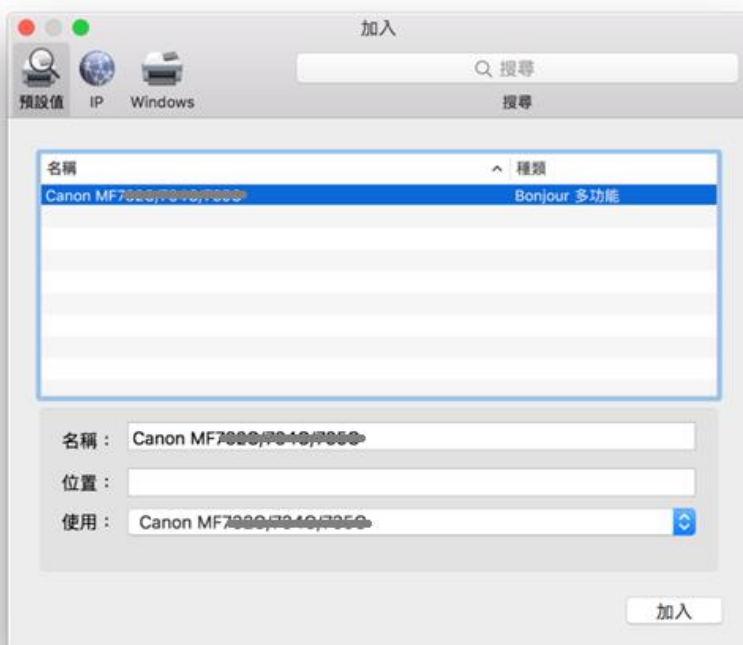 加入
搜尋
預設值 IP Windows 搜尋
名稱 種類
Canon MF7 Bonjour 多功能
名稱： Canon MF7
位置：
使用： Canon MF7
加入